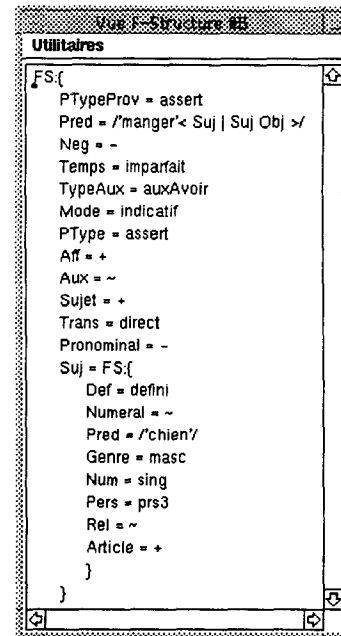 Vue F-Structure
Utilitaires
FS:{
PTypeProv = assert
Pred = /'manger'< Suj | Suj Obj >/
Neg = -
Temps = imparfait
TypeAux = auxAvoir
Mode = indicatif
PType = assert
Aff = +
Aux = ~
Sujet = +
Trans = direct
Pronominal = -
Suj = FS:{
Def = defini
Numeral = ~
Pred = /'chien'/
Genre = masc
Num = sing
Pers = prs3
Rel = ~
Article = +
}
}